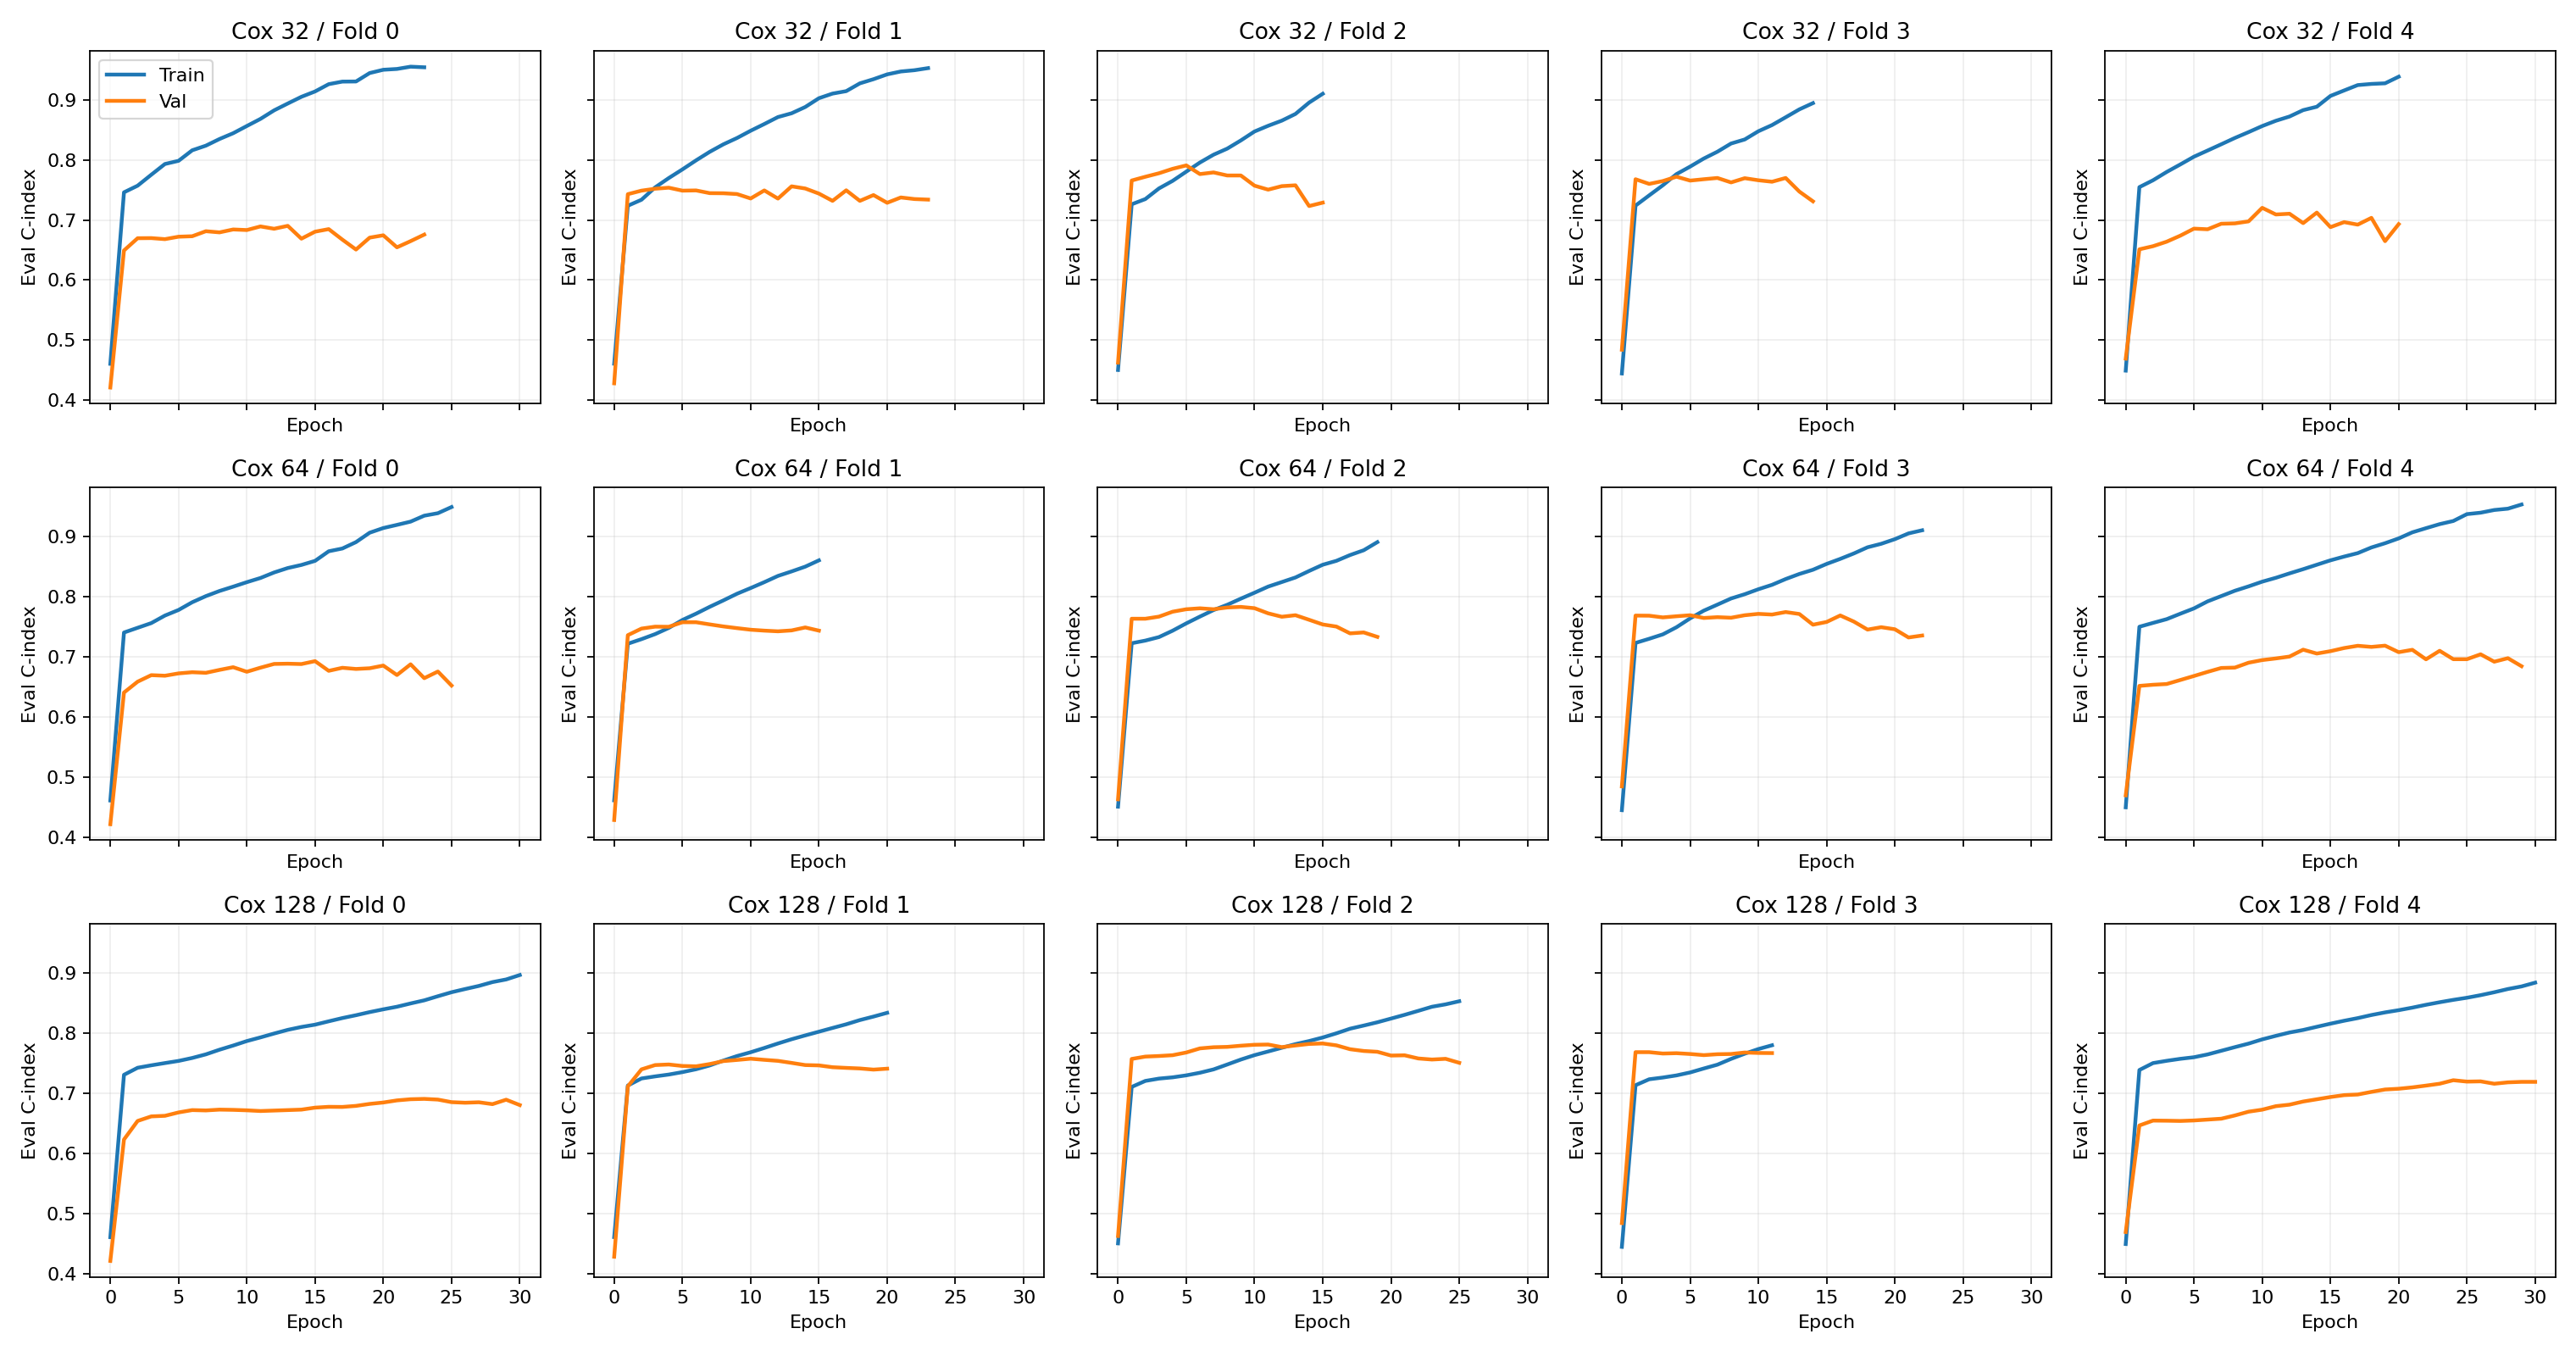 Cox 32 / Fold 0
Cox 32 / Fold 1
Cox 32 / Fold 2
Cox 32 / Fold 3
Cox 32 / Fold 4
Train
Val
0.9
0.8
0.7
0.6
0.5
0.4
Eval C-index
Eval C-index
Eval C-index
Eval C-index
Eval C-index
Epoch
Epoch
Epoch
Epoch
Epoch
Cox 64 / Fold 0
Cox 64 / Fold 1
Cox 64 / Fold 2
Cox 64 / Fold 3
Cox 64 / Fold 4
0.9
0.8
0.7
0.6
0.5
0.4
Eval C-index
Eval C-index
Eval C-index
Eval C-index
Eval C-index
Epoch
Epoch
Epoch
Epoch
Epoch
Cox 128 / Fold 0
Cox 128 / Fold 1
Cox 128 / Fold 2
Cox 128 / Fold 3
Cox 128 / Fold 4
0.9
0.8
0.7
0.6
0.5
0.4
Eval C-index
Eval C-index
Eval C-index
Eval C-index
Eval C-index
0 5 10 15 20 25 30
0 5 10 15 20 25 30
0 5 10 15 20 25 30
0 5 10 15 20 25 30
0 5 10 15 20 25 30
Epoch
Epoch
Epoch
Epoch
Epoch